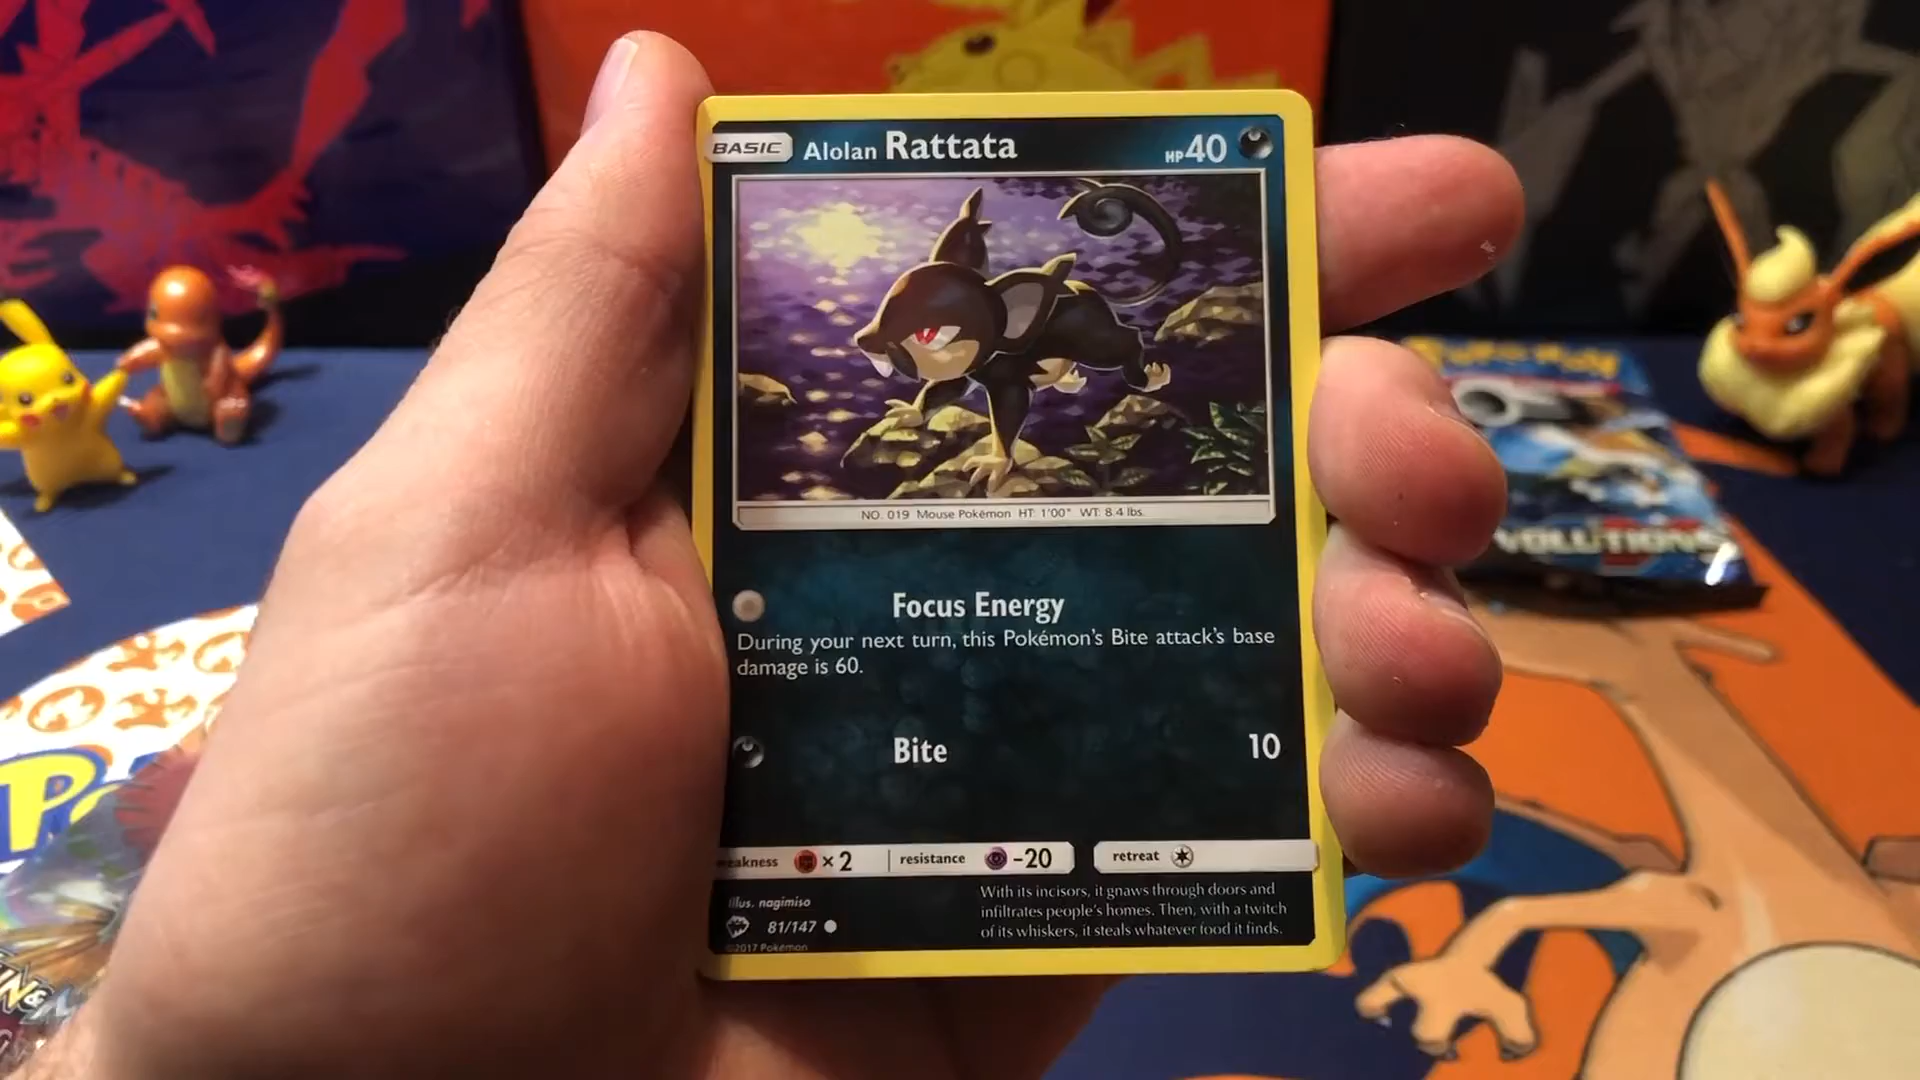 BASIC Alolan Rattata HP 40
NO. 019 Mouse Pokémon HT: 1'00" WT: 8.4 lbs.
Focus Energy
During your next turn, this Pokémon's Bite attack's base
damage is 60.
Bite 10
weakness ×2 resistance -20 retreat
illus. nagimiso
81/147
©2017 Pokémon
With its incisors, it gnaws through doors and
infiltrates people's homes. Then, with a twitch
of its whiskers, it steals whatever food it finds.
Pokémon
VOLUTIONS